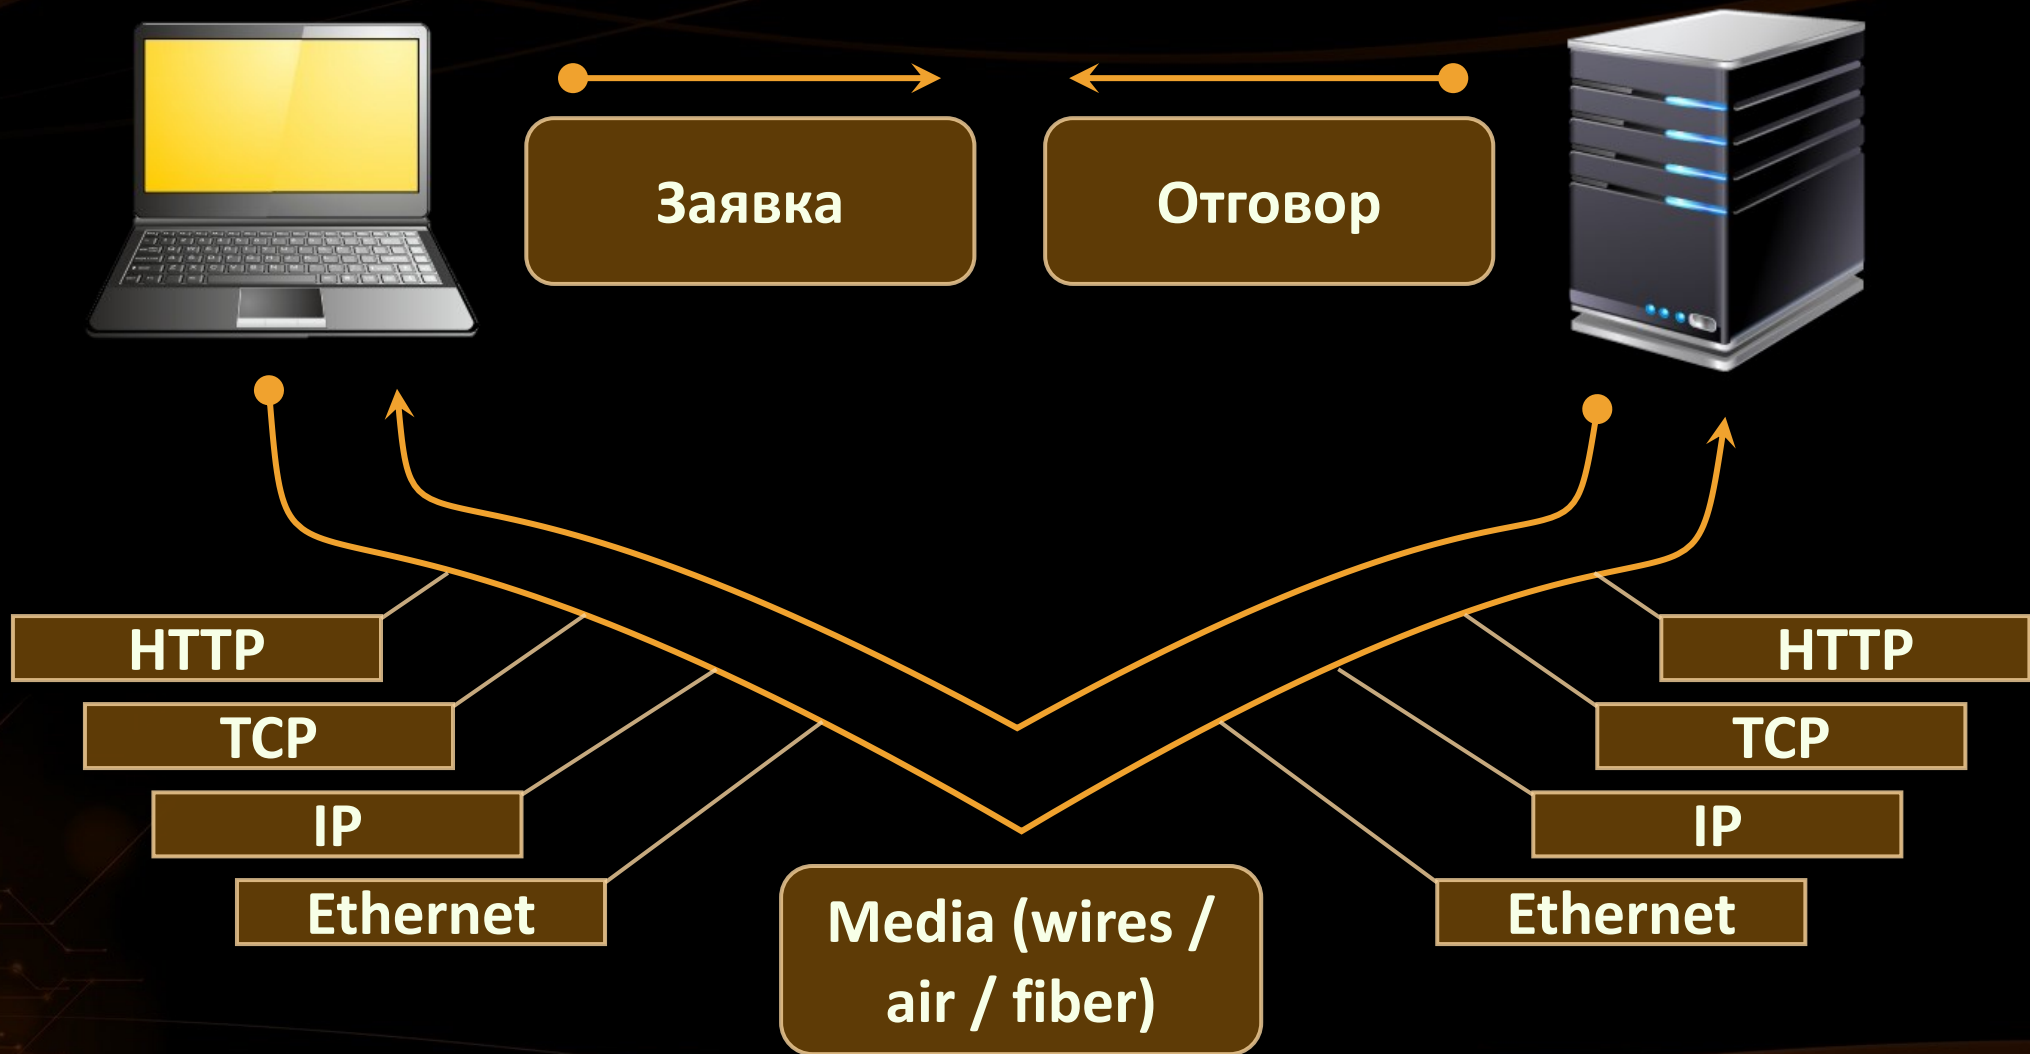 Заявка
Отговор
HTTP
HTTP
TCP
TCP
IP
IP
Ethernet
Ethernet
Media (wires /
air / fiber)